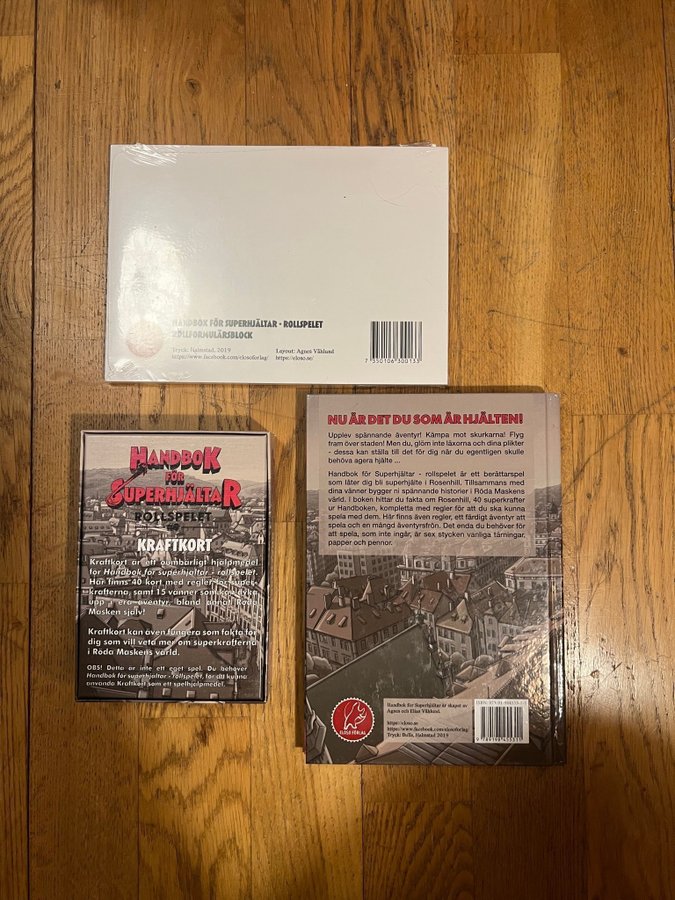 HANDBOK FÖR SUPERHJÄLTAR - ROLLSPELET
ROLLFORMULÄRSBLOCK
Tryck: Halmstad, 2019 Layout: Agnes Våhlund
https://www.facebook.com/elosoforlag/ https://eloso.se/
7 350106 300133
HANDBOK
FÖR
SUPERHJÄLTAR
ROLLSPELET
KRAFTKORT
Kraftkort är ett oumbärligt hjälpmedel
för Handbok för superhjältar - rollspelet.
Här finns 40 kort med regler för super-
krafterna, samt 15 vänner som kan dyka
upp i era äventyr, bland annat Röda
Masken själv!
Kraftkort kan även fungera som fakta för
dig som vill veta mer om superkrafterna
i Röda Maskens värld.
OBS! Detta är inte ett eget spel. Du behöver
Handbok för superhjältar - rollspelet, för att kunna
använda Kraftkort som ett spelhjälpmedel.
NU ÄR DET DU SOM ÄR HJÄLTEN!
Upplev spännande äventyr! Kämpa mot skurkarna! Flyg
fram över staden! Men du, glöm inte läxorna och dina plikter
- dessa kan ställa till det för dig när du egentligen skulle
behöva agera hjälte ...
Handbok för Superhjältar - rollspelet är ett berättarspel
som låter dig bli superhjälte i Rosenhill. Tillsammans med
dina vänner bygger ni spännande historier i Röda Maskens
värld. I boken hittar du fakta om Rosenhill, 40 superkrafter
ur Handboken, kompletta med regler för att du ska kunna
spela med dem. Här finns även regler, ett färdigt äventyr att
spela och en mängd äventyrsfrön. Det enda du behöver för
att spela, som inte ingår, är sex stycken vanliga tärningar,
papper och pennor.
ELOSO FÖRLAG
Handbok för Superhjältar är skapat av
Agnes och Elias Våhlund.
https://eloso.se
https://www.facebook.com/elosoforlag/
Tryck: Bulls, Halmstad 2019